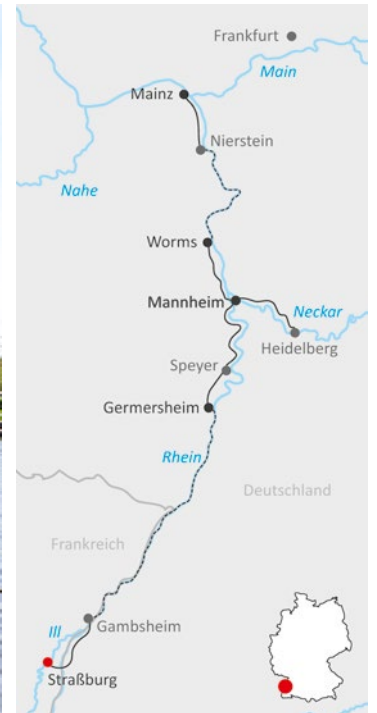 Frankfurt
Main
Mainz
Nierstein
Nahe
Worms
Mannheim
Neckar
Heidelberg
Speyer
Germersheim
Rhein
Deutschland
Frankreich
Gambsheim
Ill
Straßburg